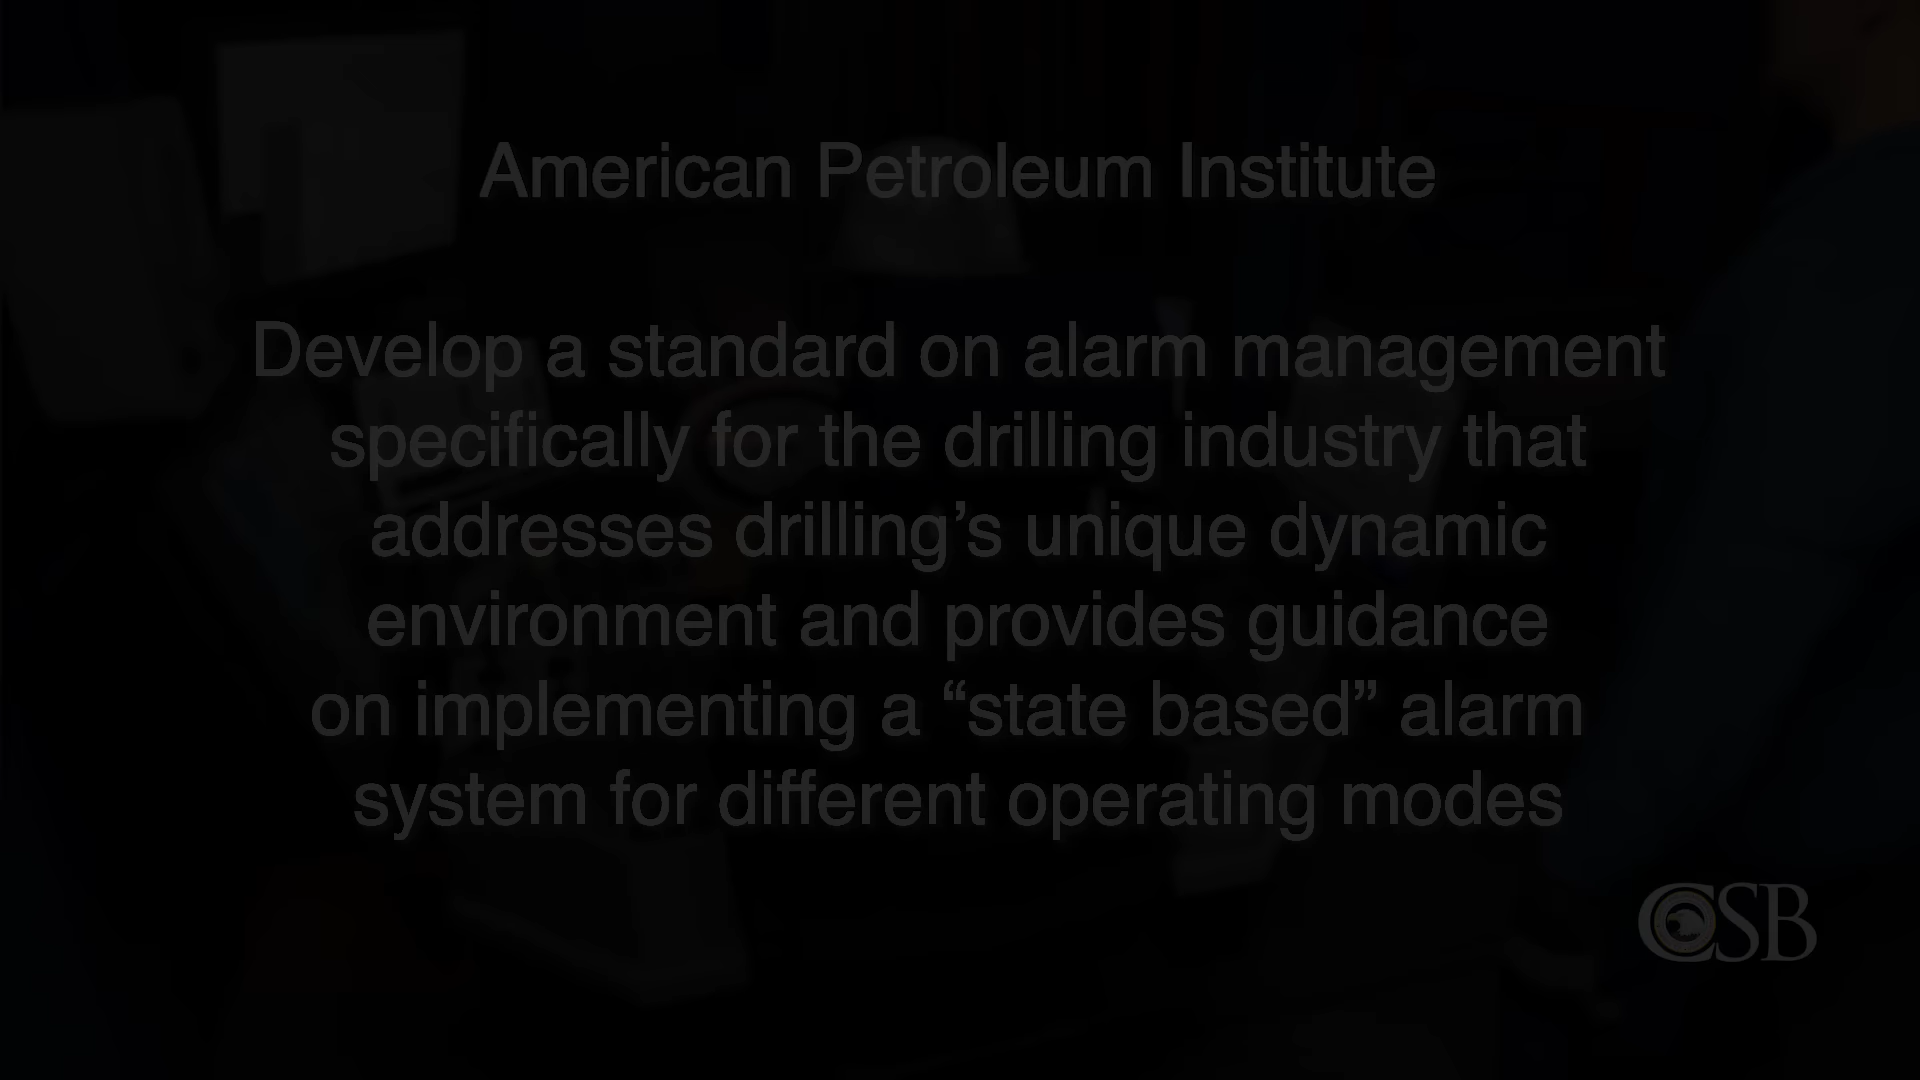 American Petroleum Institute
Develop a standard on alarm management
specifically for the drilling industry that
addresses drilling’s unique dynamic
environment and provides guidance
on implementing a “state based” alarm
system for different operating modes
CSB